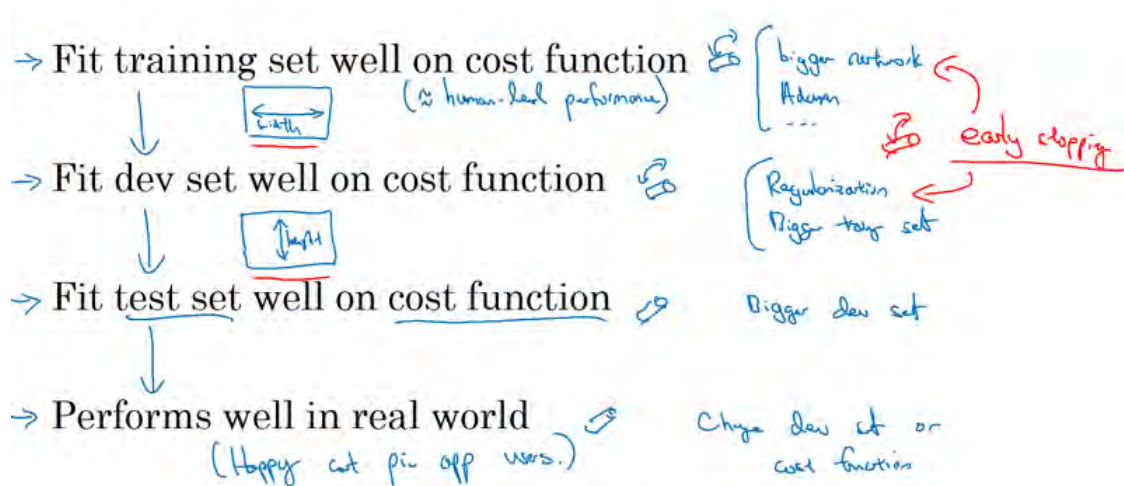 → Fit training set well on cost function
(≈ human-level performance)
bigger network
Adam
...
width
early stopping
→ Fit dev set well on cost function
Regularization
Bigger training set
height
→ Fit test set well on cost function
Bigger dev set
→ Performs well in real world
(Happy cat pic app users.)
Change dev set or
cost function